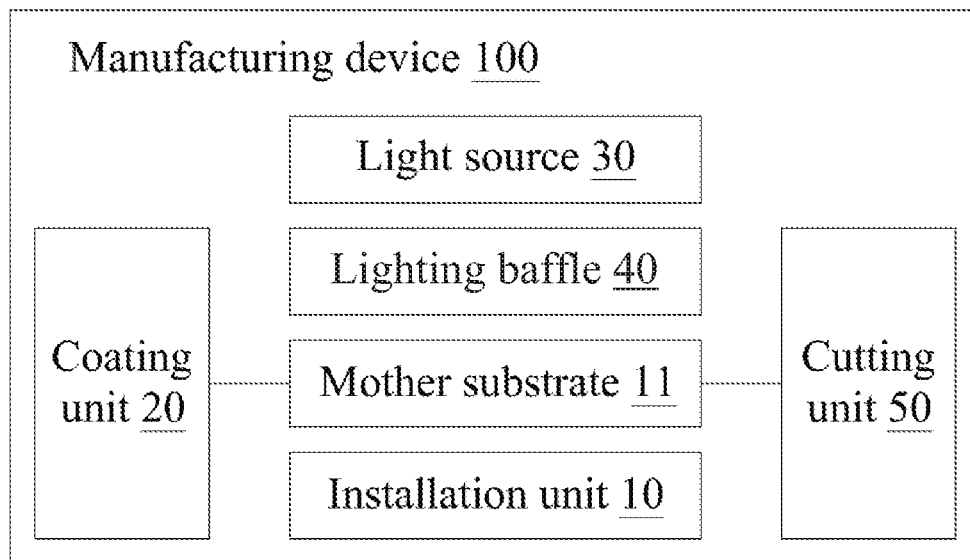 Manufacturing device 100
Light source 30
Lighting baffle 40
Coating
unit 20
Mother substrate 11
Cutting
unit 50
Installation unit 10